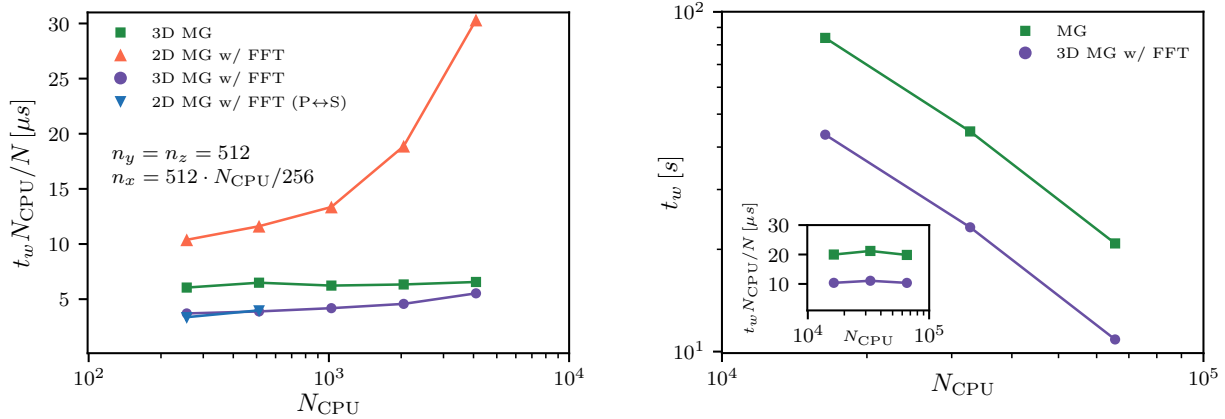 30
25
20
15
10
5
t_w N_CPU/N [μs]
3D MG
2D MG w/ FFT
3D MG w/ FFT
2D MG w/ FFT (P↔S)
n_y = n_z = 512
n_x = 512 · N_CPU/256
10^2
10^3
10^4
N_CPU
10^2
10^1
t_w [s]
MG
3D MG w/ FFT
30
20
10
t_w N_CPU/N [μs]
10^4
N_CPU
10^5
10^4
N_CPU
10^5